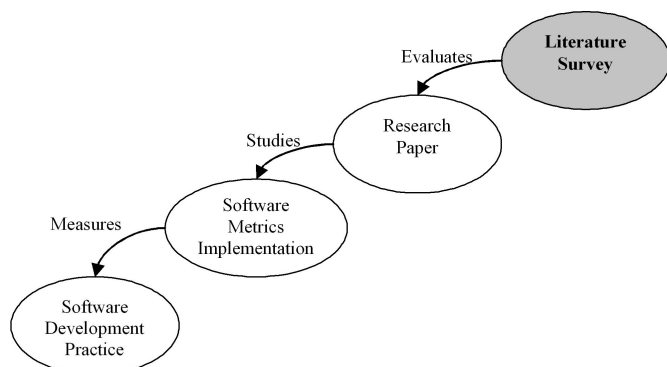 Literature
Survey
Evaluates
Research
Paper
Studies
Software
Metrics
Implementation
Measures
Software
Development
Practice